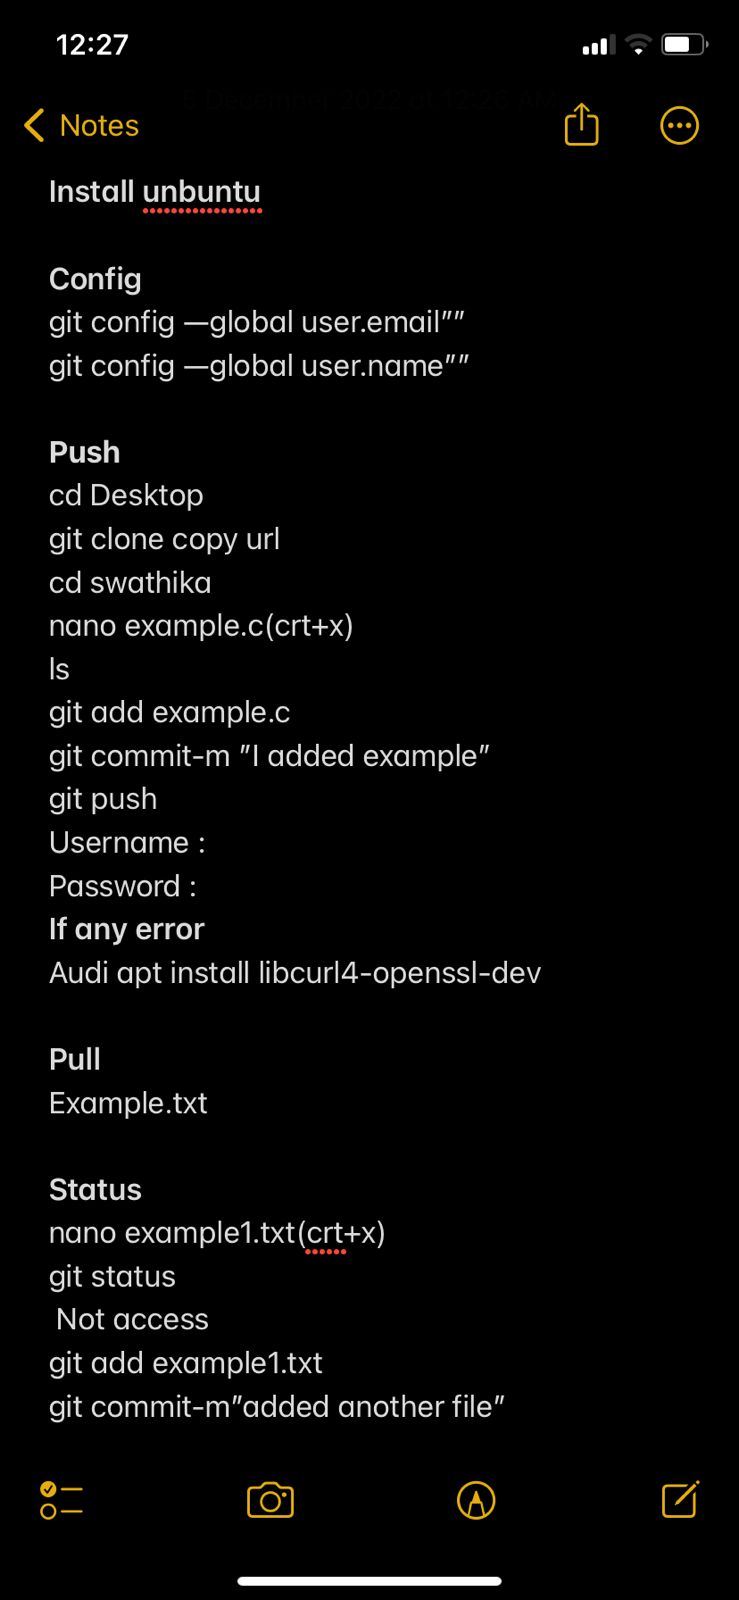 12:27
6 December 2022 at 12:26 AM
Notes
Install unbuntu
Config
git config —global user.email””
git config —global user.name””
Push
cd Desktop
git clone copy url
cd swathika
nano example.c(crt+x)
ls
git add example.c
git commit-m ”I added example”
git push
Username :
Password :
If any error
Audi apt install libcurl4-openssl-dev
Pull
Example.txt
Status
nano example1.txt(crt+x)
git status
Not access
git add example1.txt
git commit-m”added another file”